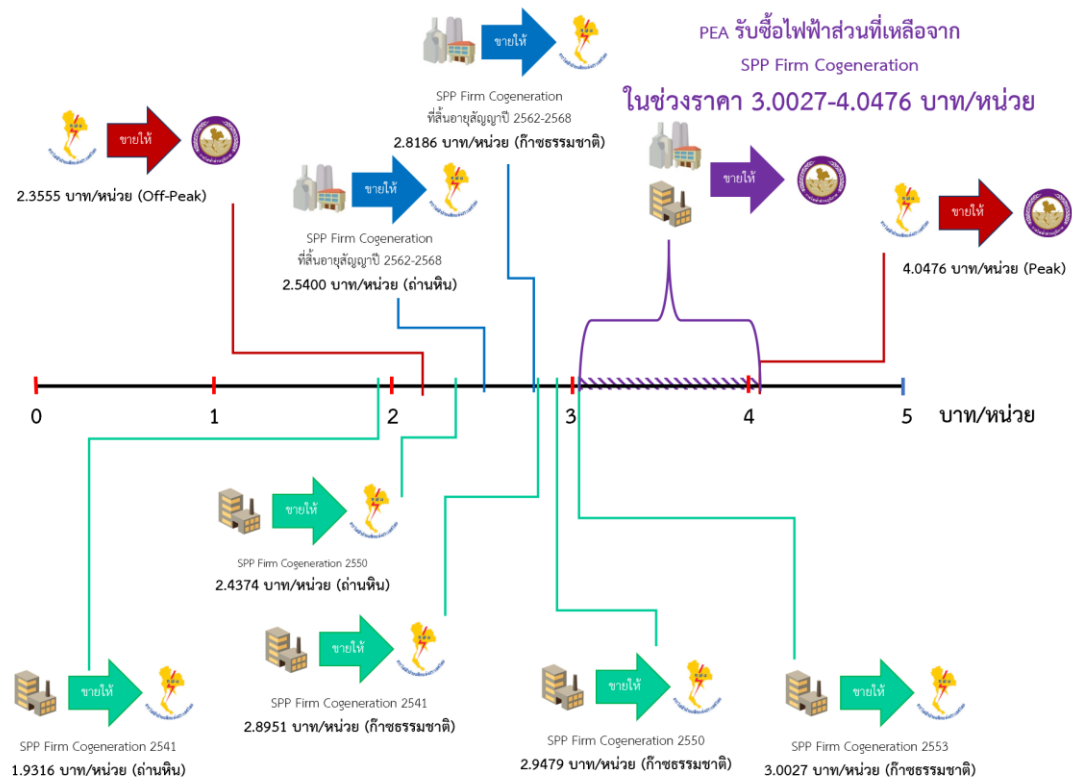 PEA รับซื้อไฟฟ้าส่วนที่เหลือจาก
SPP Firm Cogeneration
ในช่วงราคา 3.0027-4.0476 บาท/หน่วย
ขายให้
SPP Firm Cogeneration
ที่สิ้นอายุสัญญาปี 2562-2568
2.8186 บาท/หน่วย (ก๊าซธรรมชาติ)
ขายให้
2.3555 บาท/หน่วย (Off-Peak)
ขายให้
SPP Firm Cogeneration
ที่สิ้นอายุสัญญาปี 2562-2568
2.5400 บาท/หน่วย (ถ่านหิน)
ขายให้
ขายให้
4.0476 บาท/หน่วย (Peak)
0 1 2 3 4 5 บาท/หน่วย
ขายให้
SPP Firm Cogeneration 2550
2.4374 บาท/หน่วย (ถ่านหิน)
ขายให้
SPP Firm Cogeneration 2541
2.8951 บาท/หน่วย (ก๊าซธรรมชาติ)
ขายให้
SPP Firm Cogeneration 2541
1.9316 บาท/หน่วย (ถ่านหิน)
ขายให้
SPP Firm Cogeneration 2550
2.9479 บาท/หน่วย (ก๊าซธรรมชาติ)
ขายให้
SPP Firm Cogeneration 2553
3.0027 บาท/หน่วย (ก๊าซธรรมชาติ)